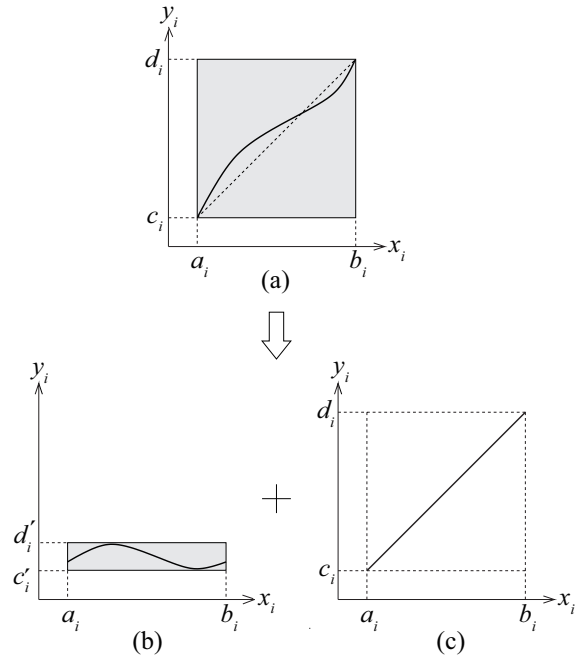 y_i
d_i
c_i
a_i b_i x_i
(a)
y_i y_i
d_i
+
d'_i
c'_i c_i
a_i b_i x_i a_i b_i x_i
(b) (c)